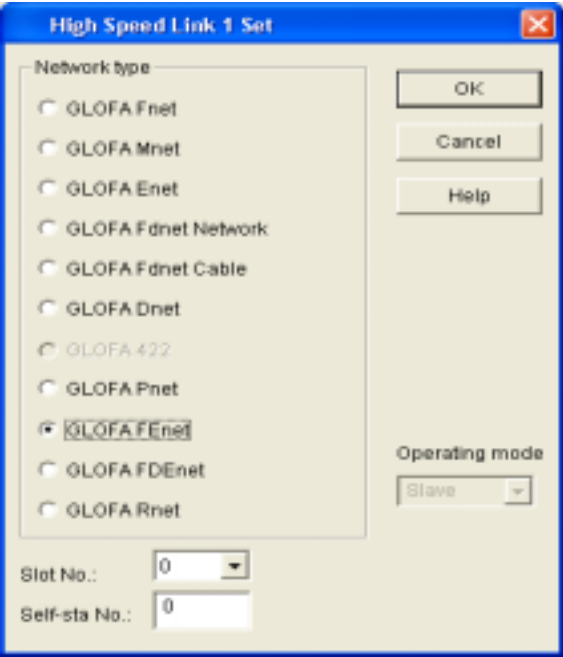 High Speed Link 1 Set
Network type
GLOFA Fnet
GLOFA Mnet
GLOFA Enet
GLOFA Fdnet Network
GLOFA Fdnet Cable
GLOFA Dnet
GLOFA 422
GLOFA Pnet
GLOFA FEnet
GLOFA FDEnet
GLOFA Rnet
OK
Cancel
Help
Operating mode
Slave
Slot No.: 0
Self-sta No.: 0